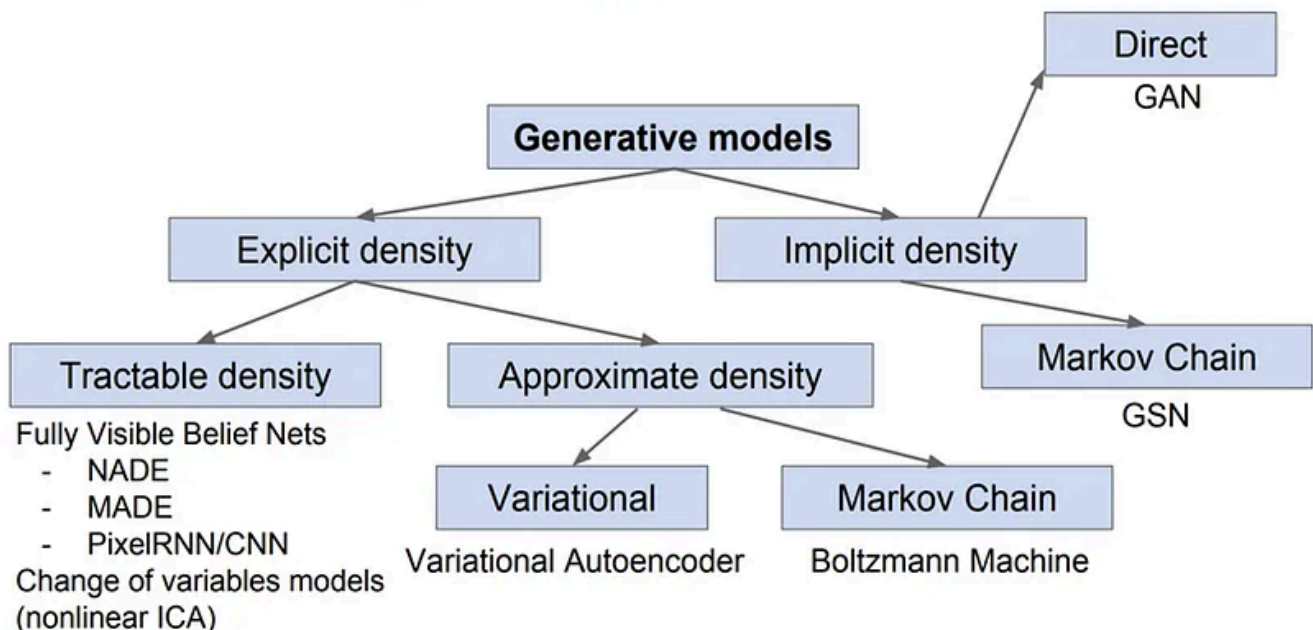 Direct
GAN
Generative models
Explicit density
Implicit density
Tractable density
Approximate density
Markov Chain
GSN
Fully Visible Belief Nets
- NADE
- MADE
- PixelRNN/CNN
Change of variables models
(nonlinear ICA)
Variational
Markov Chain
Variational Autoencoder
Boltzmann Machine